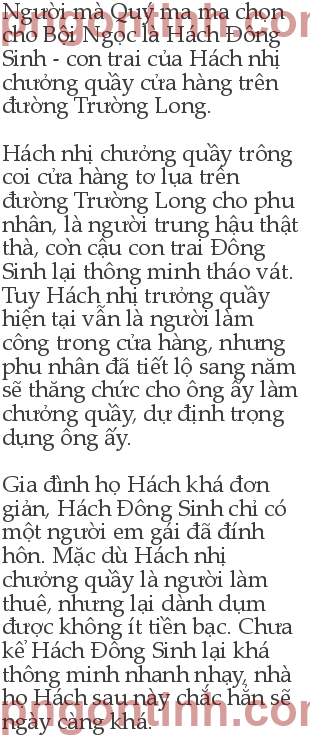 Người mà Quý ma ma chọn
cho Bội Ngọc là Hách Đông
Sinh - con trai của Hách nhị
chưởng quầy cửa hàng trên
đường Trường Long.
Hách nhị chưởng quầy trông
coi cửa hàng tơ lụa trên
đường Trường Long cho phu
nhân, là người trung hậu thật
thà, còn cậu con trai Đông
Sinh lại thông minh tháo vát.
Tuy Hách nhị trưởng quầy
hiện tại vẫn là người làm
công trong cửa hàng, nhưng
phu nhân đã tiết lộ sang năm
sẽ thăng chức cho ông ấy làm
chưởng quầy, dự định trọng
dụng ông ấy.
Gia đình họ Hách khá đơn
giản, Hách Đông Sinh chỉ có
một người em gái đã đính
hôn. Mặc dù Hách nhị
chưởng quầy là người làm
thuê, nhưng lại dành dụm
được không ít tiền bạc. Chưa
kể Hách Đông Sinh lại khá
thông minh nhanh nhạy, nhà
họ Hách sau này chắc hẳn sẽ
ngày càng khá.
pngontinh.com
pngontinh.com